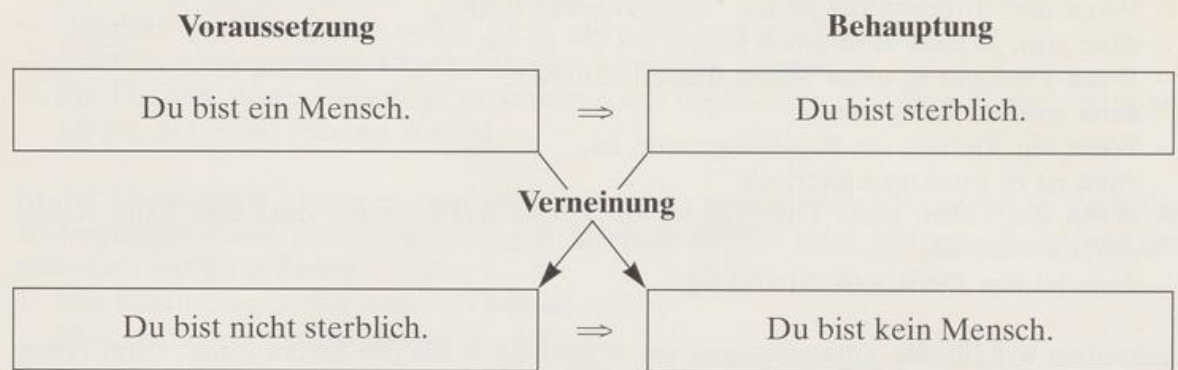 Voraussetzung Behauptung
Du bist ein Mensch. ⇒ Du bist sterblich.
Verneinung
Du bist nicht sterblich. ⇒ Du bist kein Mensch.